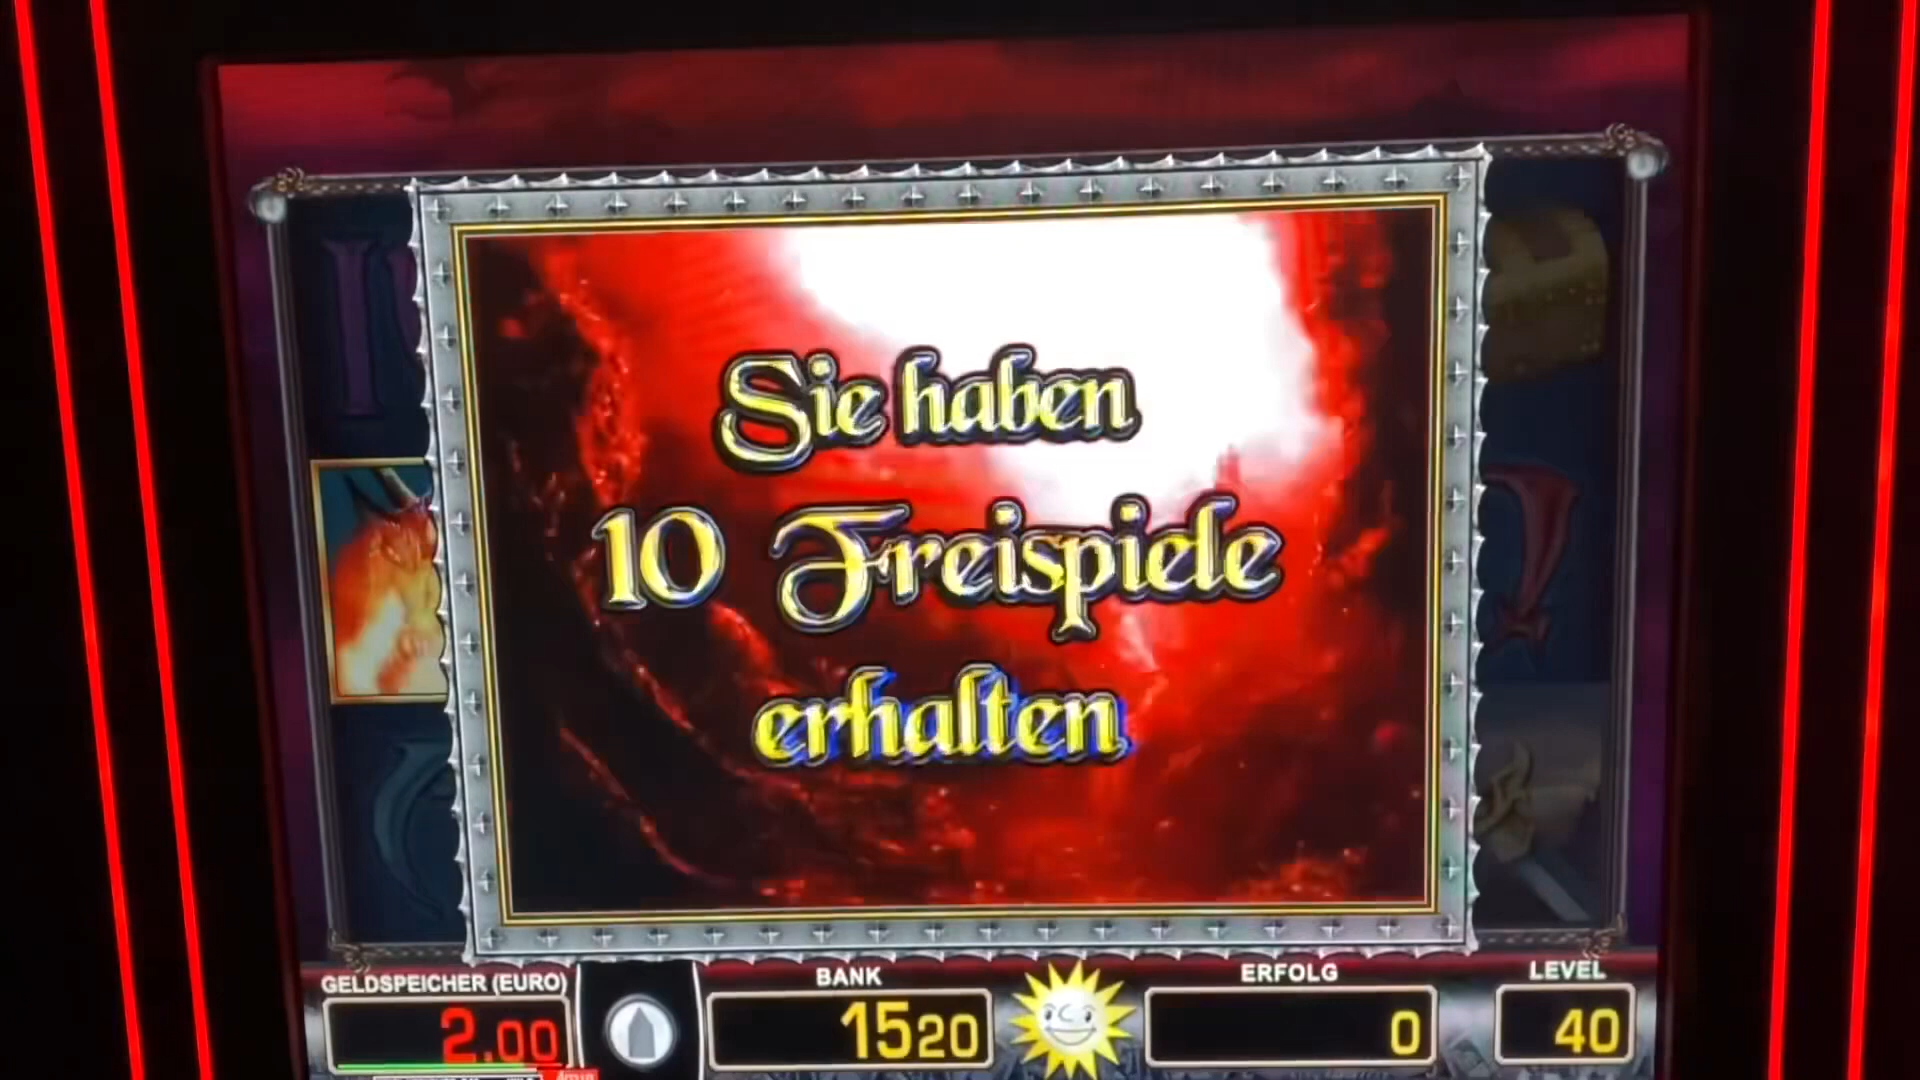 Sie haben
10 Freispiele
erhalten
GELDSPEICHER (EURO)
BANK
ERFOLG
LEVEL
2.00
1520
0
40